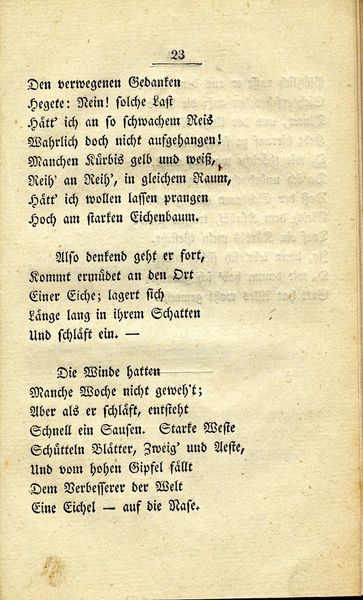 23
Den verwegenen Gedanken
Hegete: Nein! solche Last
Hätt' ich an so schwachem Reis
Wahrlich doch nicht aufgehangen!
Manchen Kürbis gelb und weiß,
Reih' an Reih', in gleichem Raum,
Hätt' ich wollen lassen prangen
Hoch am starken Eichenbaum.
Also denkend geht er fort,
Kommt ermüdet an den Ort
Einer Eiche; lagert sich
Länge lang in ihrem Schatten
Und schläft ein. —
Die Winde hatten
Manche Woche nicht geweh't;
Aber als er schläft, entsteht
Schnell ein Sausen. Starke Weste
Schütteln Blätter, Zweig' und Aeste,
Und vom hohen Gipfel fällt
Dem Verbesserer der Welt
Eine Eichel — auf die Nase.